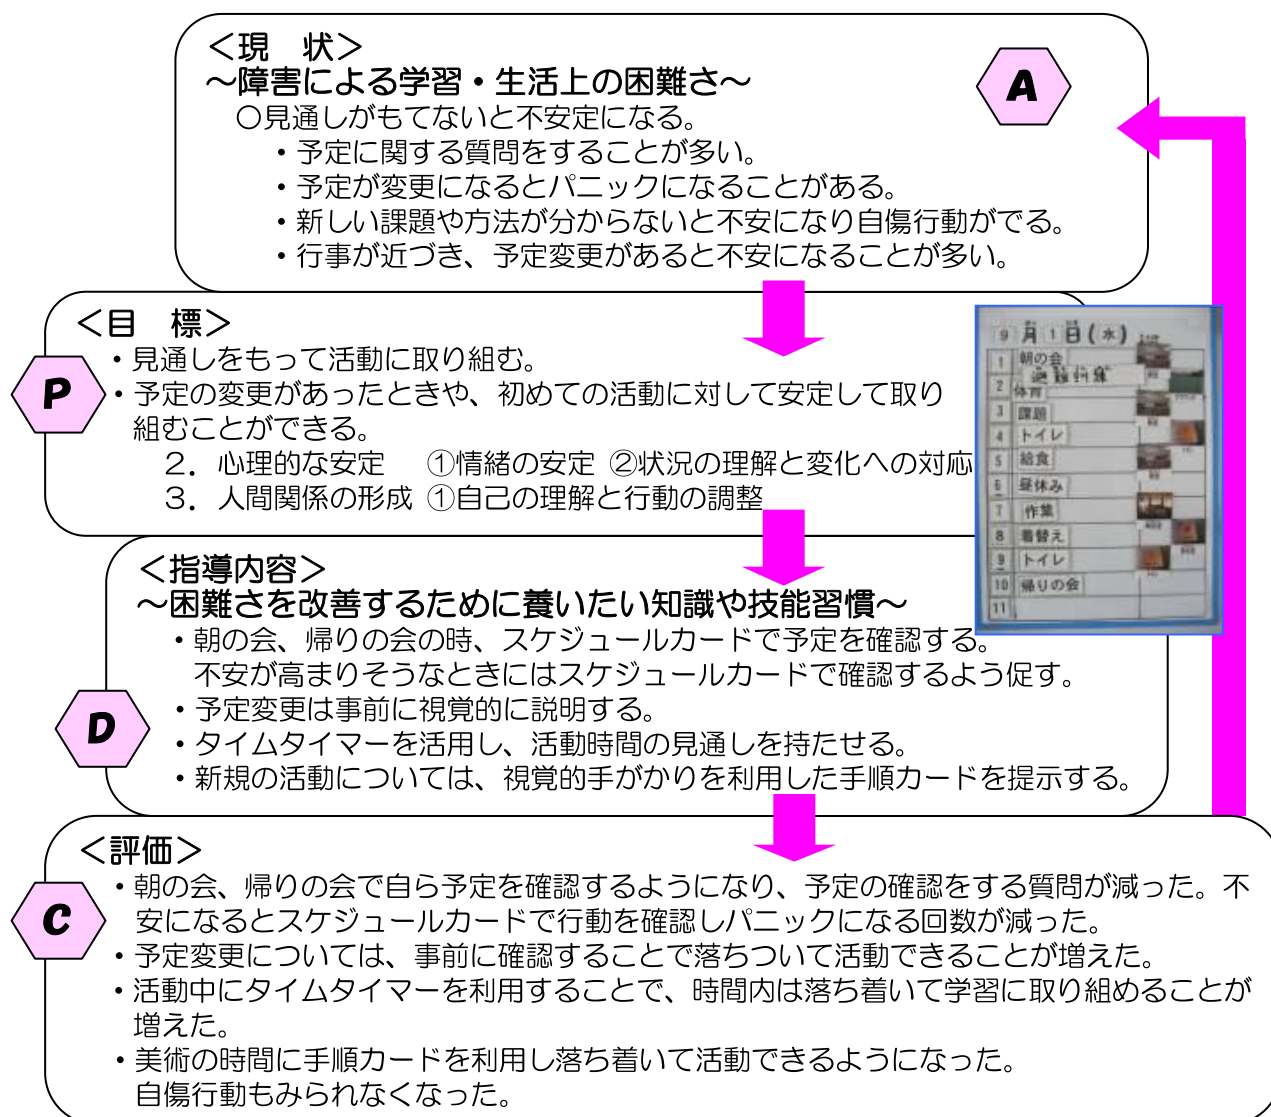 ＜現　状＞
～障害による学習・生活上の困難さ～
A
○見通しがもてないと不安定になる。
・予定に関する質問をすることが多い。
・予定が変更になるとパニックになることがある。
・新しい課題や方法が分からないと不安になり自傷行動がでる。
・行事が近づき、予定変更があると不安になることが多い。
＜目　標＞
P
・見通しをもって活動に取り組む。
・予定の変更があったときや、初めての活動に対して安定して取り
組むことができる。
２．心理的な安定　①情緒の安定 ②状況の理解と変化への対応
３．人間関係の形成 ①自己の理解と行動の調整
9月1日(水)
1 朝の会
避難訓練
2 体育
3 課題
4 トイレ
5 給食
6 昼休み
7 作業
8 着替え
9 トイレ
10 帰りの会
11
＜指導内容＞
～困難さを改善するために養いたい知識や技能習慣～
・朝の会、帰りの会の時、スケジュールカードで予定を確認する。
不安が高まりそうなときにはスケジュールカードで確認するよう促す。
D
・予定変更は事前に視覚的に説明する。
・タイムタイマーを活用し、活動時間の見通しを持たせる。
・新規の活動については、視覚的手がかりを利用した手順カードを提示する。
＜評価＞
C
・朝の会、帰りの会で自ら予定を確認するようになり、予定の確認をする質問が減った。不
安になるとスケジュールカードで行動を確認しパニックになる回数が減った。
・予定変更については、事前に確認することで落ちついて活動できることが増えた。
・活動中にタイムタイマーを利用することで、時間内は落ち着いて学習に取り組めることが
増えた。
・美術の時間に手順カードを利用し落ち着いて活動できるようになった。
自傷行動もみられなくなった。